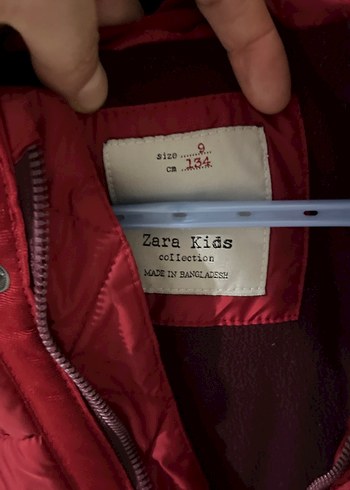 size 9
cm 134
Zara Kids
collection
MADE IN BANGLADESH